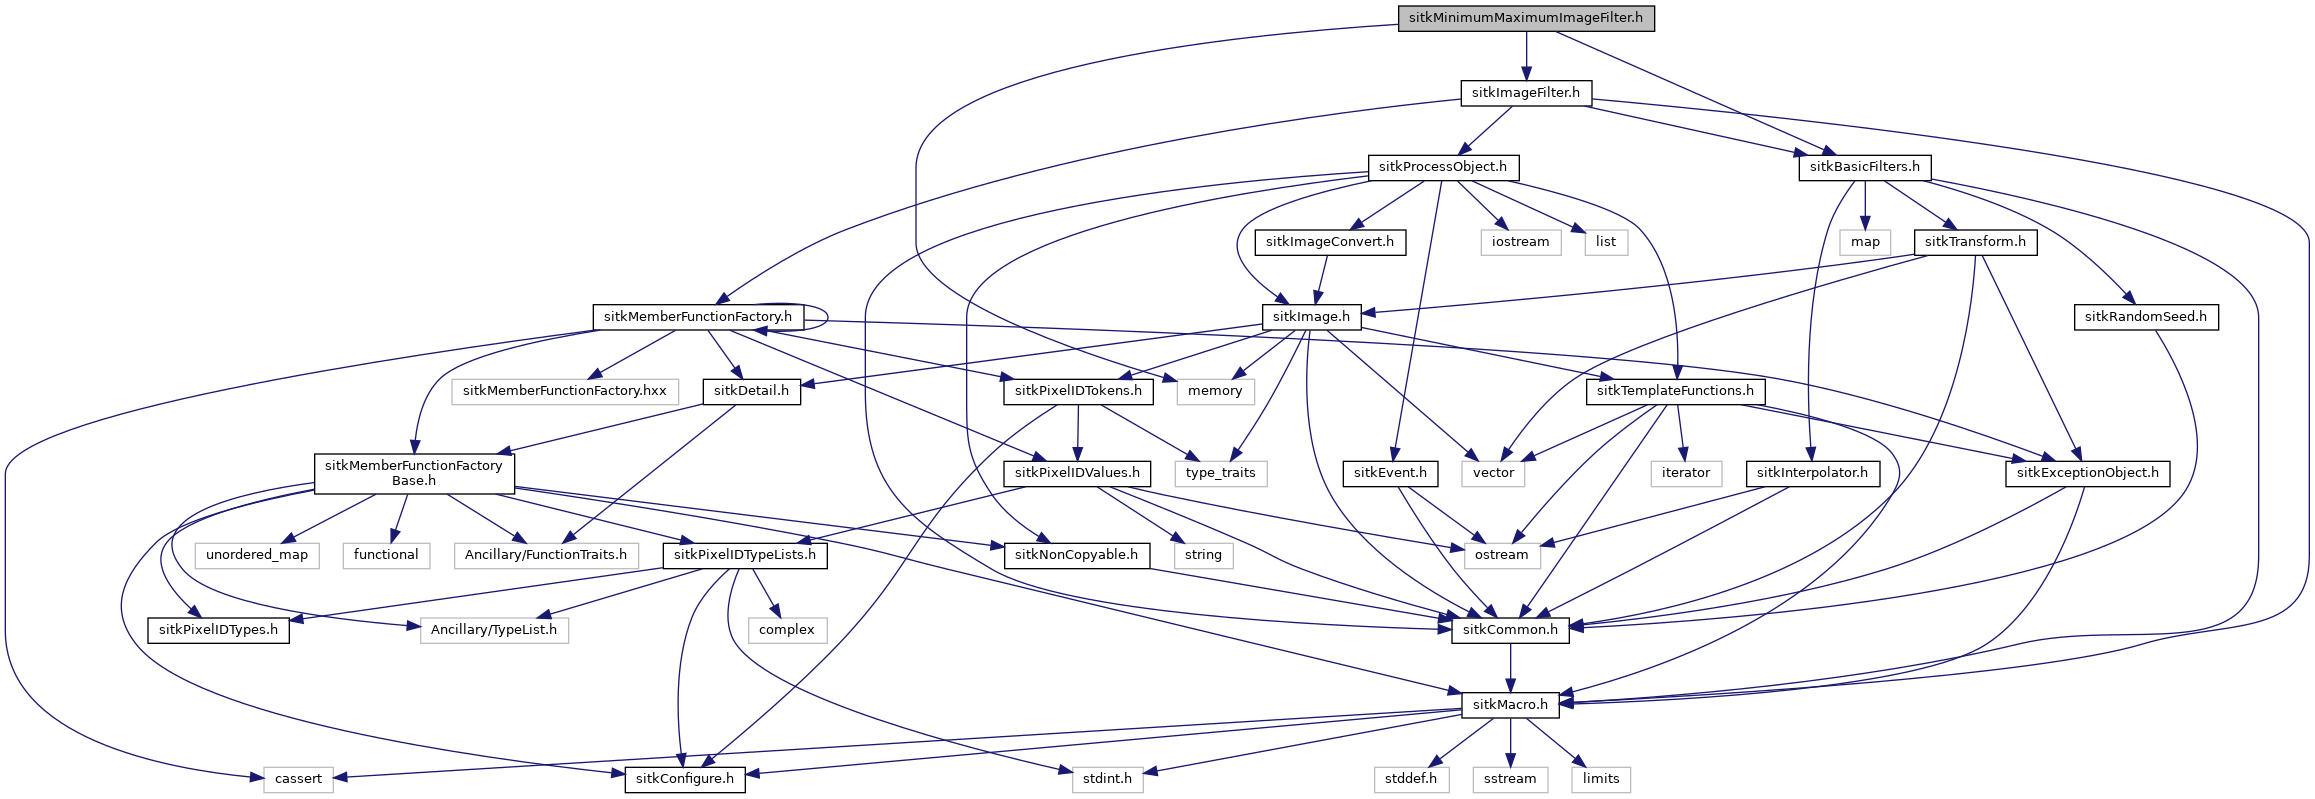 sitkMinimumMaximumImageFilter.h
sitkImageFilter.h
sitkProcessObject.h
sitkBasicFilters.h
sitkImageConvert.h
iostream
list
map
sitkTransform.h
sitkMemberFunctionFactory.h
sitkImage.h
sitkRandomSeed.h
sitkMemberFunctionFactory.hxx
sitkDetail.h
sitkPixelIDTokens.h
memory
sitkTemplateFunctions.h
sitkMemberFunctionFactory
Base.h
sitkPixelIDValues.h
type_traits
sitkEvent.h
vector
iterator
sitkInterpolator.h
sitkExceptionObject.h
unordered_map
functional
Ancillary/FunctionTraits.h
sitkPixelIDTypeLists.h
sitkNonCopyable.h
string
ostream
sitkPixelIDTypes.h
Ancillary/TypeList.h
complex
sitkCommon.h
sitkMacro.h
cassert
sitkConfigure.h
stdint.h
stddef.h
sstream
limits